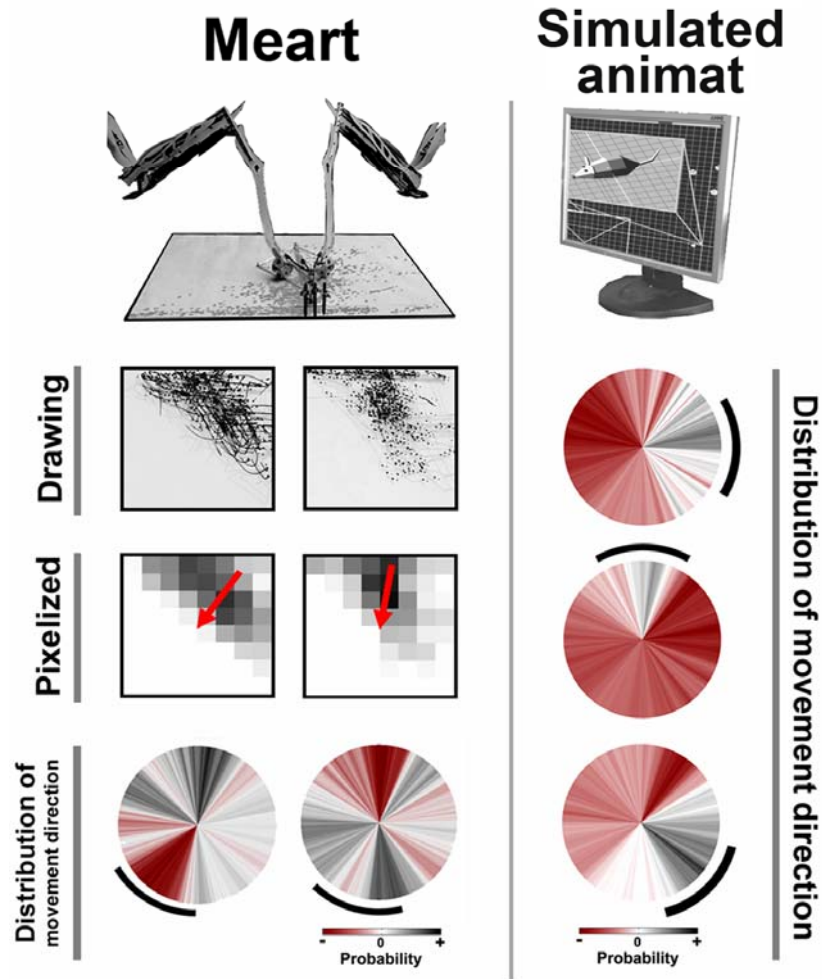 Meart
Simulated
animat
Drawing
Pixelized
Distribution of
movement direction
- 0 +
Probability
Distribution of movement direction
- 0 +
Probability